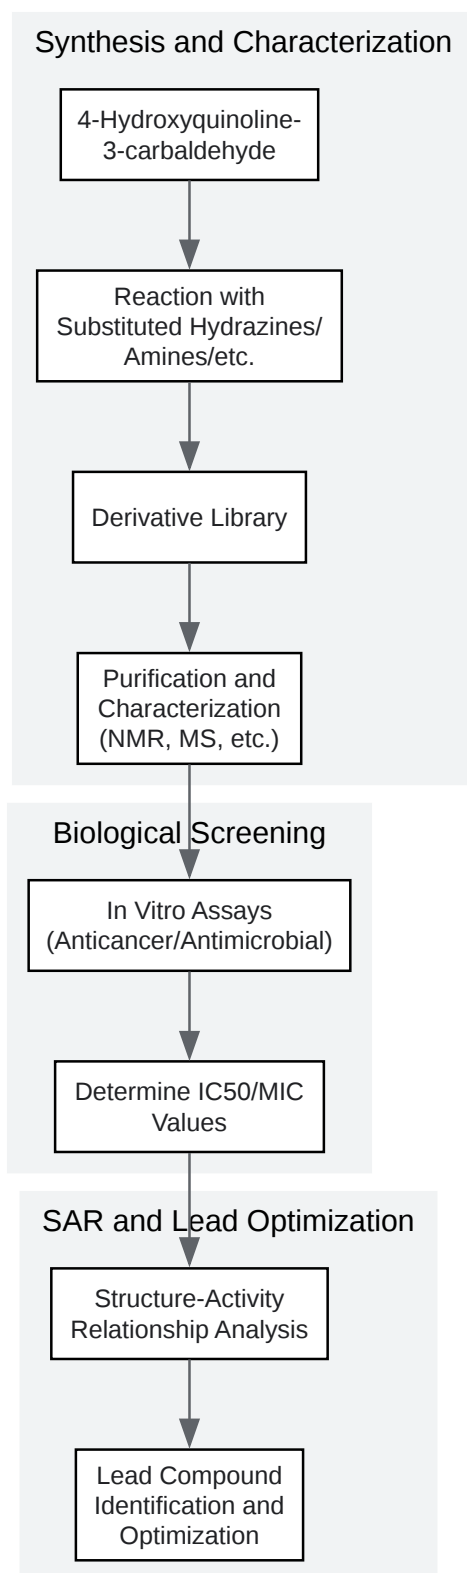 Synthesis and Characterization
4-Hydroxyquinoline-
3-carbaldehyde
Reaction with
Substituted Hydrazines/
Amines/etc.
Derivative Library
Purification and
Characterization
(NMR, MS, etc.)
Biological Screening
In Vitro Assays
(Anticancer/Antimicrobial)
Determine IC50/MIC
Values
SAR and Lead Optimization
Structure-Activity
Relationship Analysis
Lead Compound
Identification and
Optimization